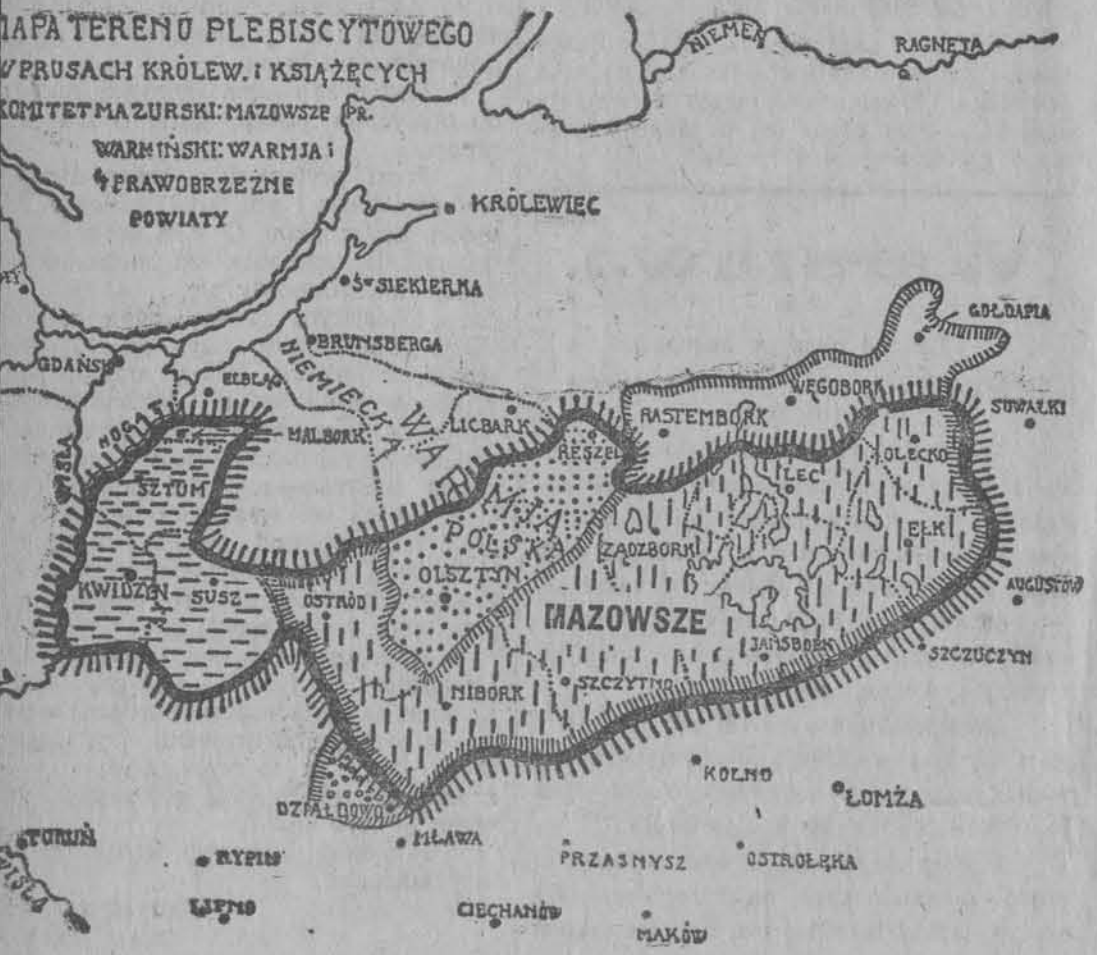 MAPA TERENO PLEBISCYTOWEGO
W PRUSACH KRÓLEW. I KSIĄŻĘCYCH
KOMITET MAZURSKI: MAZOWSZE PR.
WARMIŃSKI: WARMJA I
4 PRAWOBRZEŻNE
POWIATY
NIEMEN
RAGNETA
KRÓLEWIEC
Ś-SIEKIERKA
GOŁDAPIA
BRUNSBERGA
GDAŃSK
ELBLĄG
NIEMIECKA
WĘGOBORK
SUWAŁKI
NOGAT
MALBORK
WARMJA
LICBARK
RASTEMBORK
WISŁA
RESZEL
OLECKO
SZTUM
LEC
POLSKA
EŁK
ZĄDZBORK
OLSZTYN
KWIDZYN
SUSZ
OSTRÓD
AUGUSTÓW
MAZOWSZE
JAŃSBORK
SZCZUCZYN
SZCZYTNO
NIBORK
KOLNO
ŁOMŻA
DZIAŁDOWO
TORUŃ
MŁAWA
RYPIN
PRZASNYSZ
OSTROŁĘKA
WISŁA
LIPNO
CIECHANÓW
MAKÓW